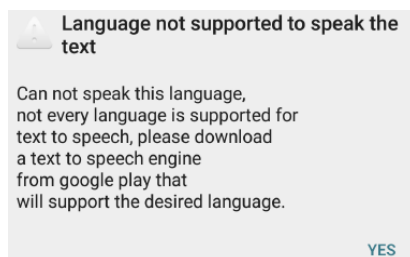 Language not supported to speak the
text
Can not speak this language,
not every language is supported for
text to speech, please download
a text to speech engine
from google play that
will support the desired language.
YES